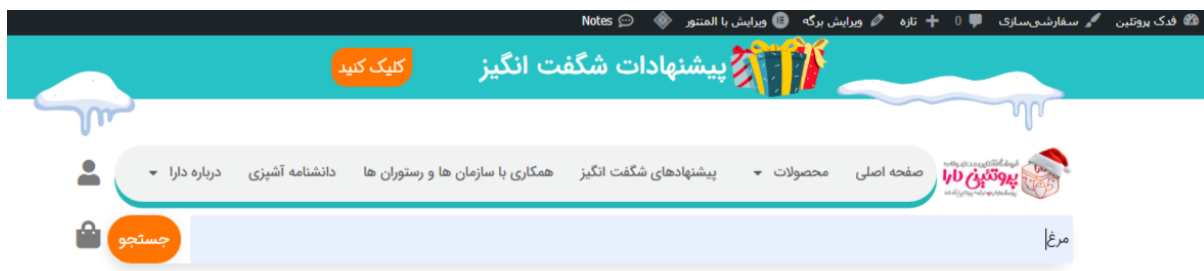 فدک پروتئین سفارشی‌سازی 0 تازه ویرایش برگه ویرایش با المنتور Notes
پیشنهادات شگفت انگیز کلیک کنید
صفحه اصلی محصولات پیشنهادهای شگفت انگیز همکاری با سازمان ها و رستوران ها دانشنامه آشپزی درباره دارا
پروتئین دارا
مرغ جستجو